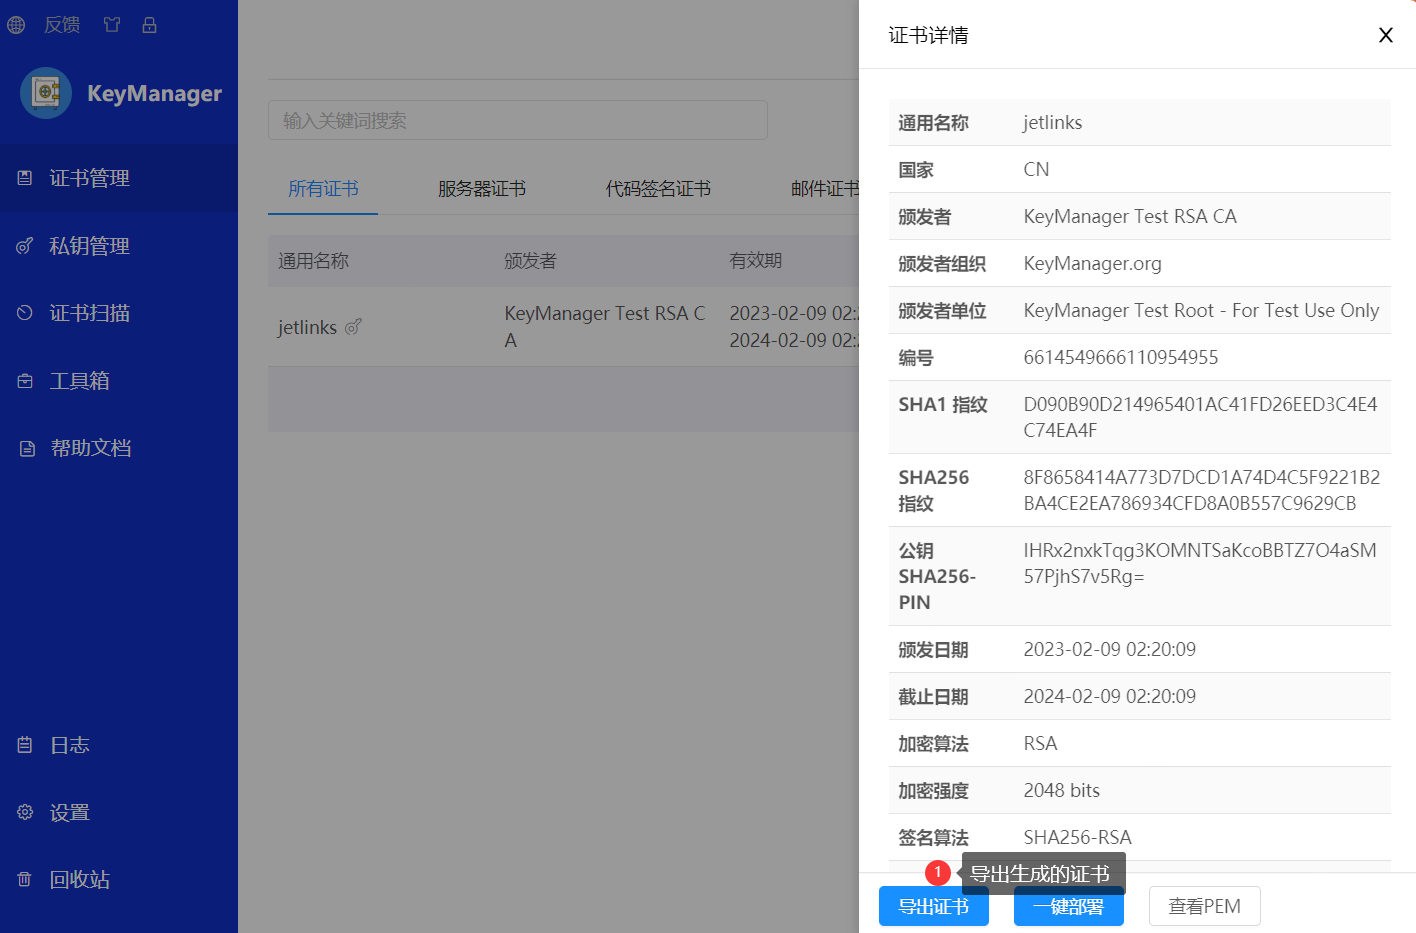 反馈
KeyManager
证书管理
私钥管理
证书扫描
工具箱
帮助文档
日志
设置
回收站
输入关键词搜索
所有证书 服务器证书 代码签名证书 邮件证书
通用名称 颁发者 有效期
jetlinks
KeyManager Test RSA C
A
2023-02-09 02:
2024-02-09 02:
证书详情 X
通用名称 jetlinks
国家 CN
颁发者 KeyManager Test RSA CA
颁发者组织 KeyManager.org
颁发者单位 KeyManager Test Root - For Test Use Only
编号 6614549666110954955
SHA1 指纹 D090B90D214965401AC41FD26EED3C4E4
C74EA4F
SHA256 8F8658414A773D7DCD1A74D4C5F9221B2
指纹 BA4CE2EA786934CFD8A0B557C9629CB
公钥 IHRx2nxkTqg3KOMNTSaKcoBBTZ7O4aSM
SHA256- 57PjhS7v5Rg=
PIN
颁发日期 2023-02-09 02:20:09
截止日期 2024-02-09 02:20:09
加密算法 RSA
加密强度 2048 bits
签名算法 SHA256-RSA
1 导出生成的证书
导出证书 一键部署 查看PEM